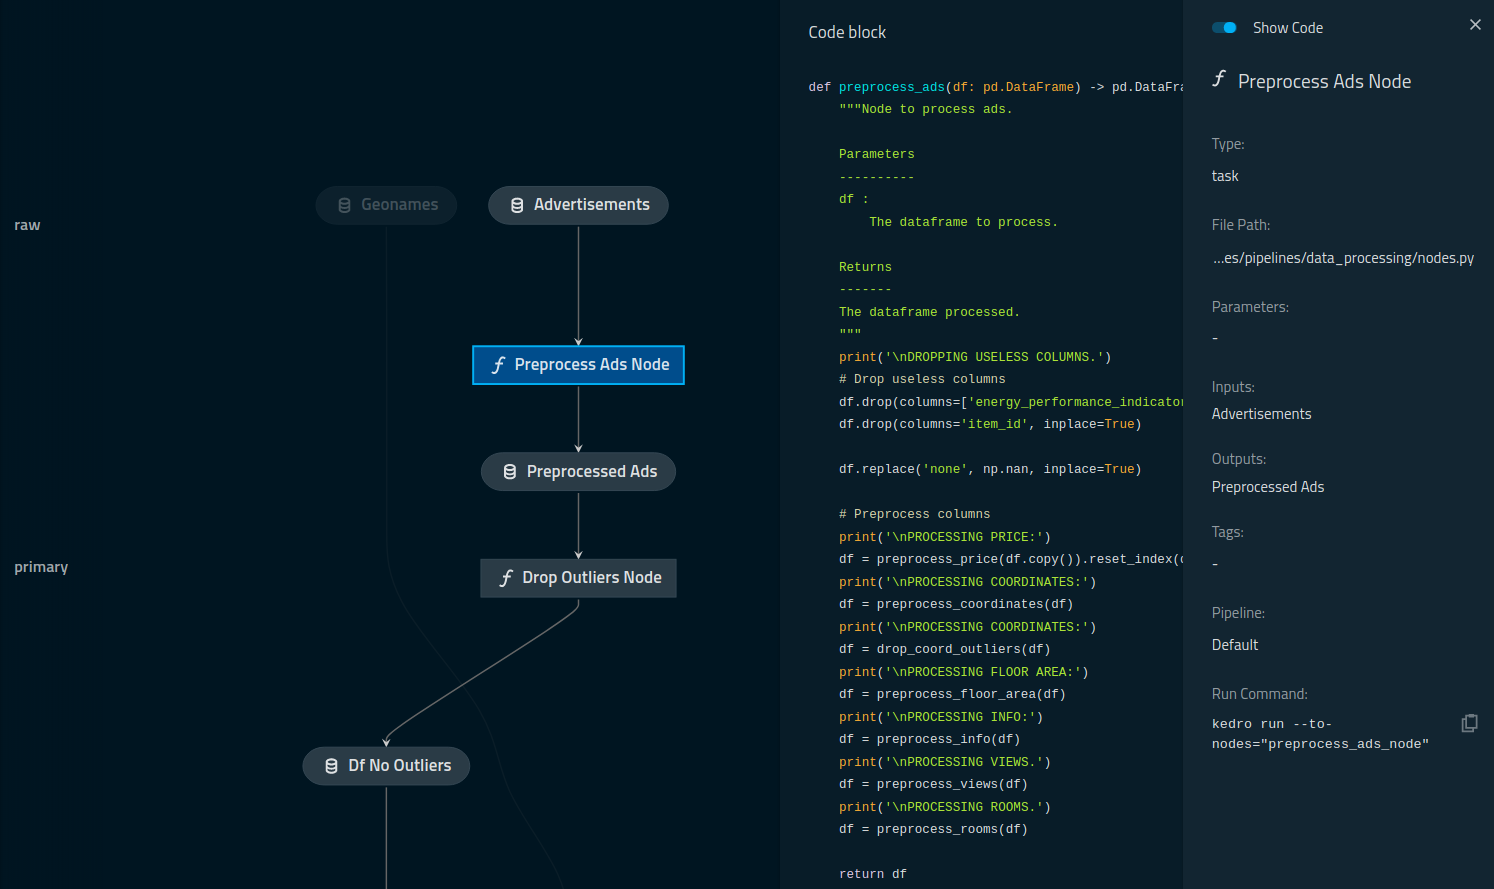 raw
primary
Geonames
Advertisements
Preprocess Ads Node
Preprocessed Ads
Drop Outliers Node
Df No Outliers
Code block
def preprocess_ads(df: pd.DataFrame) -> pd.DataFra
"""Node to process ads.
Parameters
----------
df :
The dataframe to process.
Returns
-------
The dataframe processed.
"""
print('\nDROPPING USELESS COLUMNS.')
# Drop useless columns
df.drop(columns=['energy_performance_indicator
df.drop(columns='item_id', inplace=True)
df.replace('none', np.nan, inplace=True)
# Preprocess columns
print('\nPROCESSING PRICE:')
df = preprocess_price(df.copy()).reset_index(d
print('\nPROCESSING COORDINATES:')
df = preprocess_coordinates(df)
print('\nPROCESSING COORDINATES:')
df = drop_coord_outliers(df)
print('\nPROCESSING FLOOR AREA:')
df = preprocess_floor_area(df)
print('\nPROCESSING INFO:')
df = preprocess_info(df)
print('\nPROCESSING VIEWS.')
df = preprocess_views(df)
print('\nPROCESSING ROOMS.')
df = preprocess_rooms(df)
return df
Show Code
Preprocess Ads Node
Type:
task
File Path:
...es/pipelines/data_processing/nodes.py
Parameters:
-
Inputs:
Advertisements
Outputs:
Preprocessed Ads
Tags:
-
Pipeline:
Default
Run Command:
kedro run --to-
nodes="preprocess_ads_node"